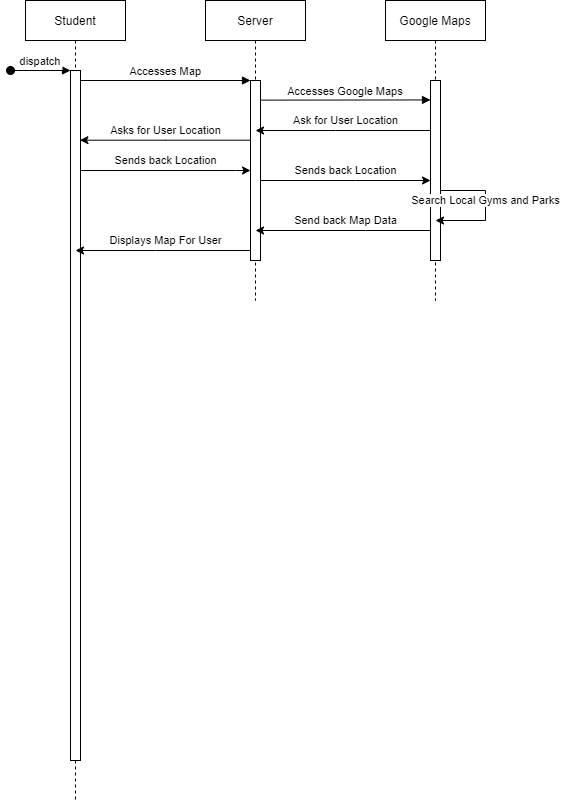 Student
Server
Google Maps
dispatch
Accesses Map
Accesses Google Maps
Ask for User Location
Asks for User Location
Sends back Location
Sends back Location
Search Local Gyms and Parks
Send back Map Data
Displays Map For User